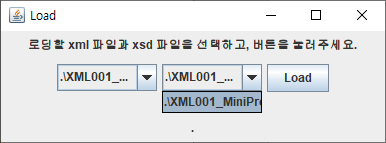 Load
로딩할 xml 파일과 xsd 파일을 선택하고, 버튼을 눌러주세요.
.\XML001_... .\XML001_... Load
.\XML001_MiniPre
.